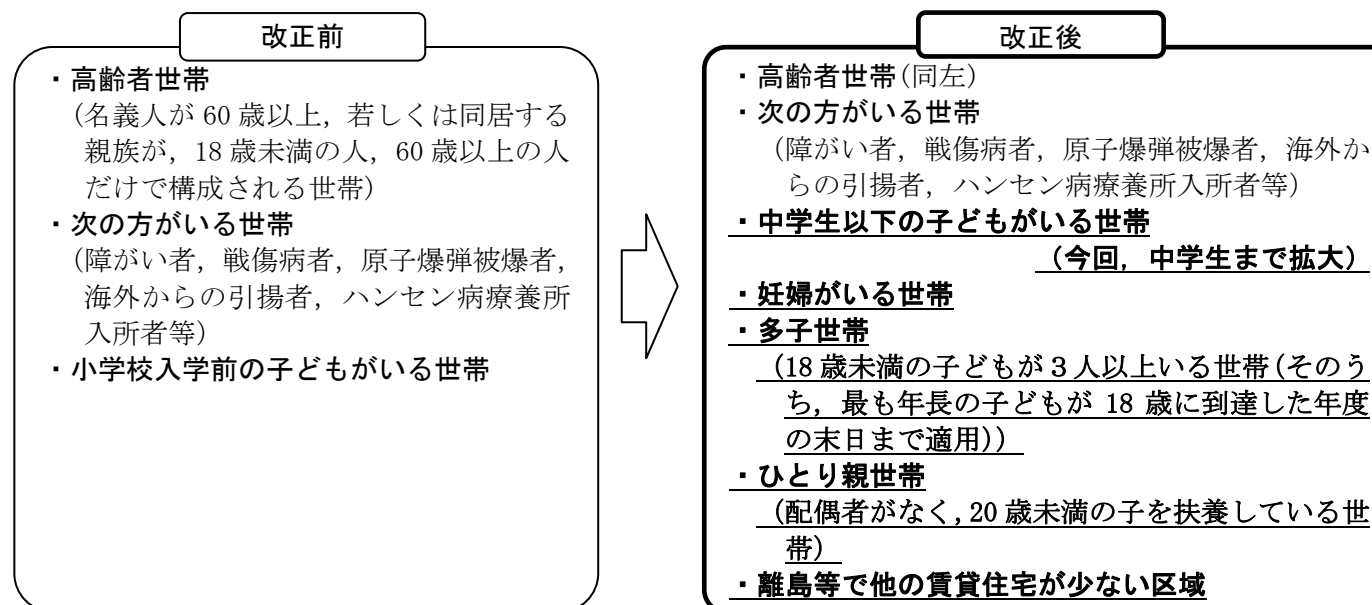 改正前
・高齢者世帯
(名義人が 60 歳以上，若しくは同居する
親族が，18 歳未満の人，60 歳以上の人
だけで構成される世帯)
・次の方がいる世帯
(障がい者，戦傷病者，原子爆弾被爆者，
海外からの引揚者，ハンセン病療養所
入所者等)
・小学校入学前の子どもがいる世帯
改正後
・高齢者世帯(同左)
・次の方がいる世帯
(障がい者，戦傷病者，原子爆弾被爆者，海外か
らの引揚者，ハンセン病療養所入所者等)
・中学生以下の子どもがいる世帯
（今回，中学生まで拡大）
・妊婦がいる世帯
・多子世帯
(18 歳未満の子どもが３人以上いる世帯(そのう
ち，最も年長の子どもが 18 歳に到達した年度
の末日まで適用))
・ひとり親世帯
(配偶者がなく,20 歳未満の子を扶養している世
帯)
・離島等で他の賃貸住宅が少ない区域